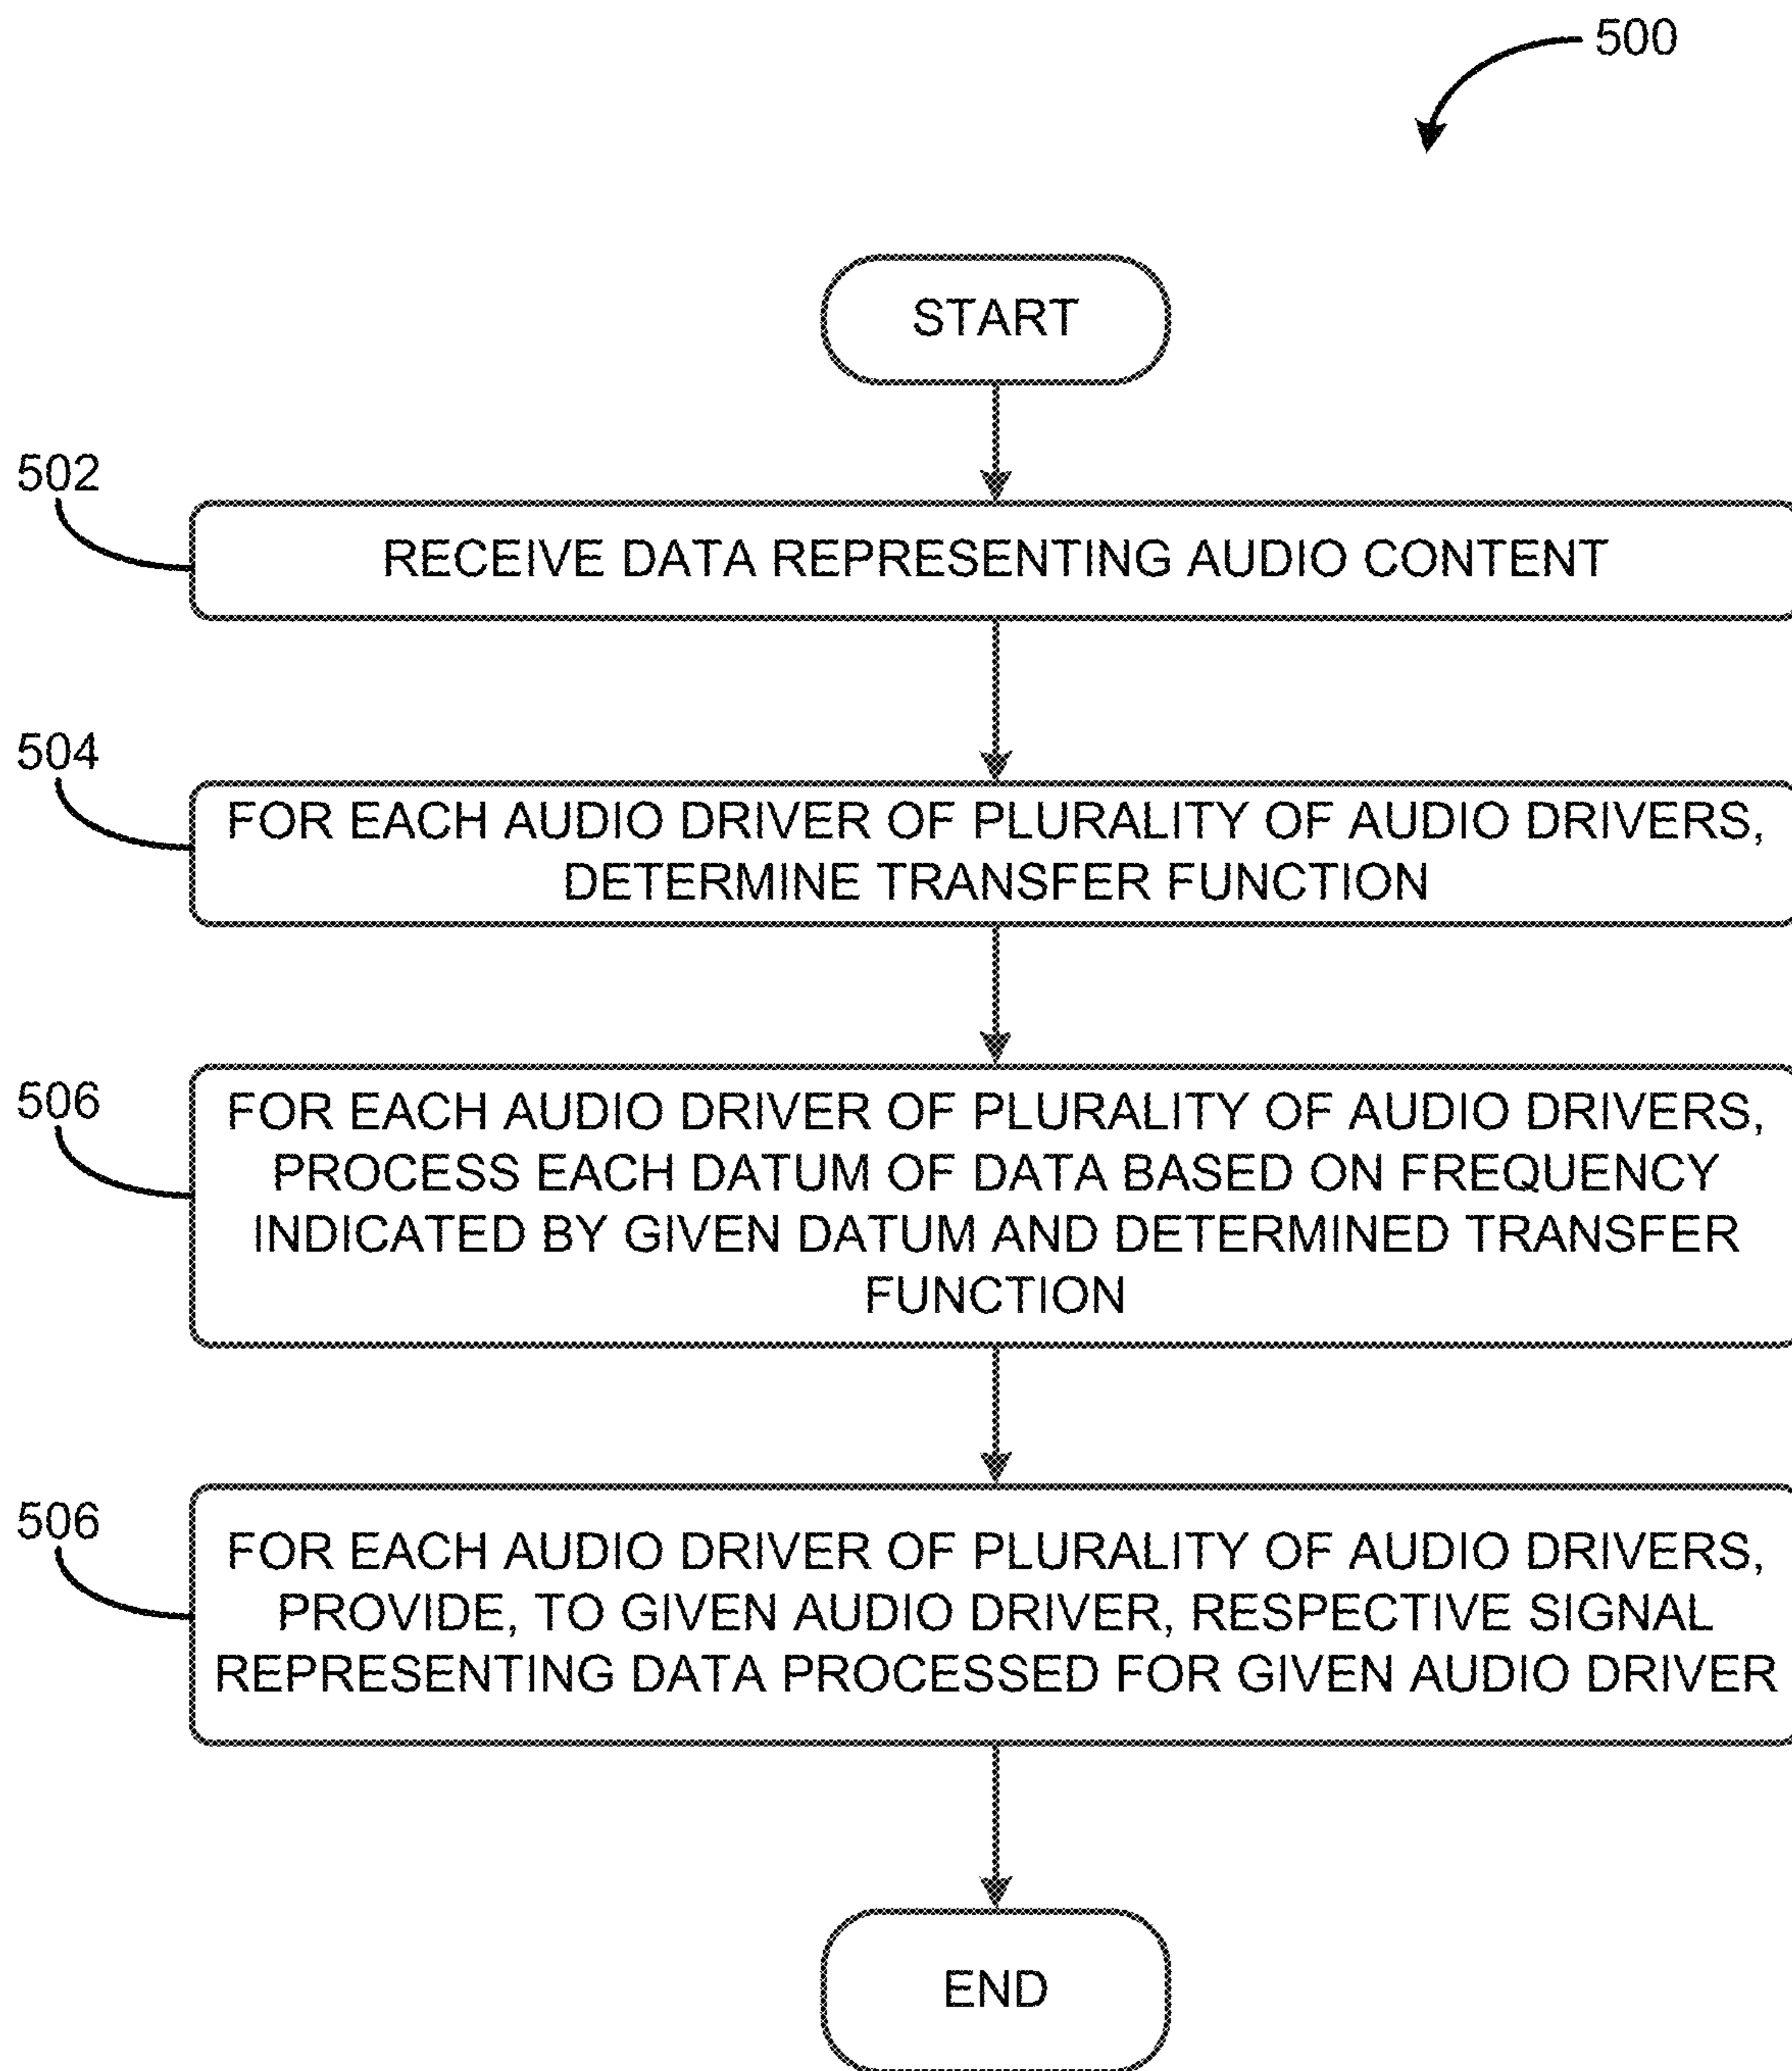 500
START
502
RECEIVE DATA REPRESENTING AUDIO CONTENT
504
FOR EACH AUDIO DRIVER OF PLURALITY OF AUDIO DRIVERS,
DETERMINE TRANSFER FUNCTION
506
FOR EACH AUDIO DRIVER OF PLURALITY OF AUDIO DRIVERS,
PROCESS EACH DATUM OF DATA BASED ON FREQUENCY
INDICATED BY GIVEN DATUM AND DETERMINED TRANSFER
FUNCTION
506
FOR EACH AUDIO DRIVER OF PLURALITY OF AUDIO DRIVERS,
PROVIDE, TO GIVEN AUDIO DRIVER, RESPECTIVE SIGNAL
REPRESENTING DATA PROCESSED FOR GIVEN AUDIO DRIVER
END